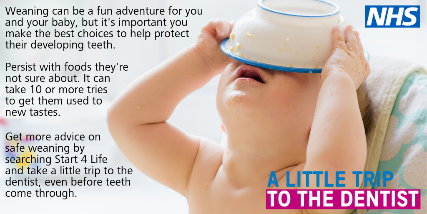 Weaning can be a fun adventure for you
and your baby, but it's important you
make the best choices to help protect
their developing teeth.
Persist with foods they're
not sure about. It can
take 10 or more tries
to get them used to
new tastes.
Get more advice on
safe weaning by
searching Start 4 Life
and take a little trip to the
dentist, even before teeth
come through.
NHS
A LITTLE TRIP
TO THE DENTIST